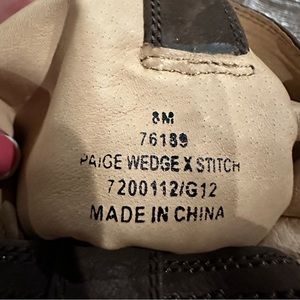 8M
76189
PAIGE WEDGE X STITCH
7200112/G12
MADE IN CHINA